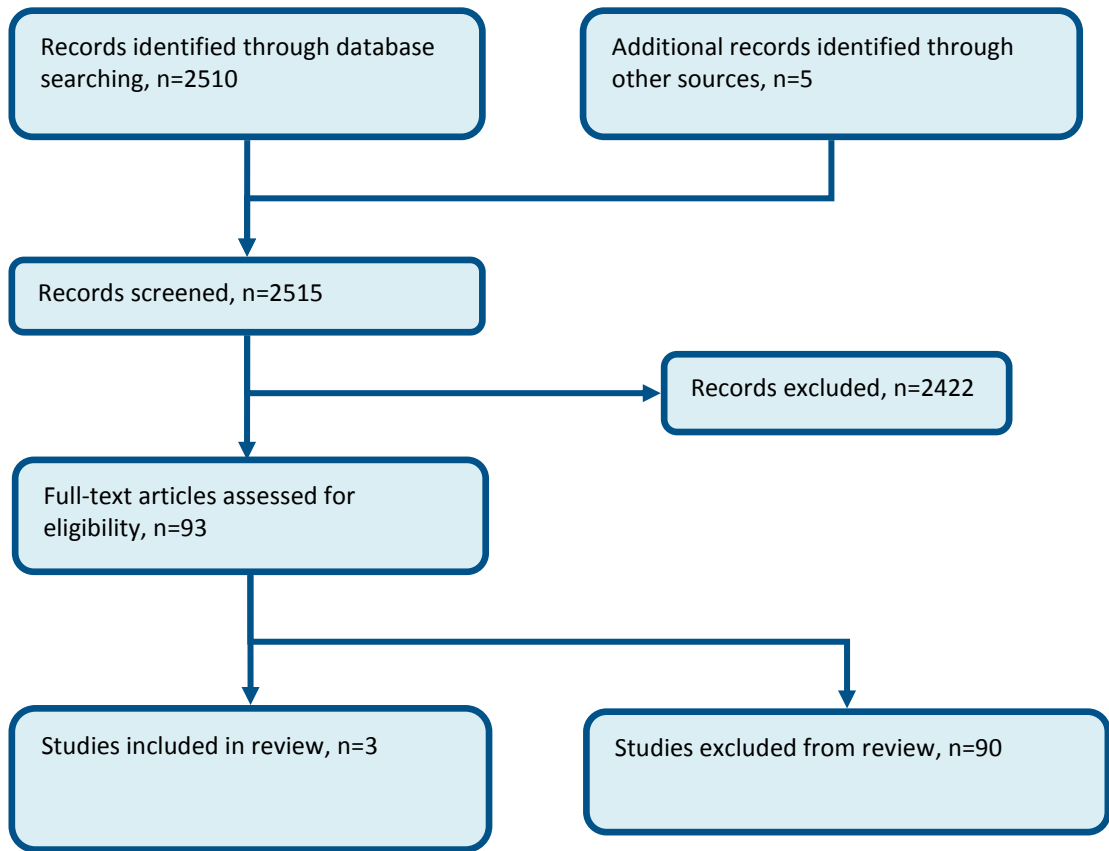 Records identified through database
searching, n=2510
Additional records identified through
other sources, n=5
Records screened, n=2515
Records excluded, n=2422
Full-text articles assessed for
eligibility, n=93
Studies included in review, n=3
Studies excluded from review, n=90